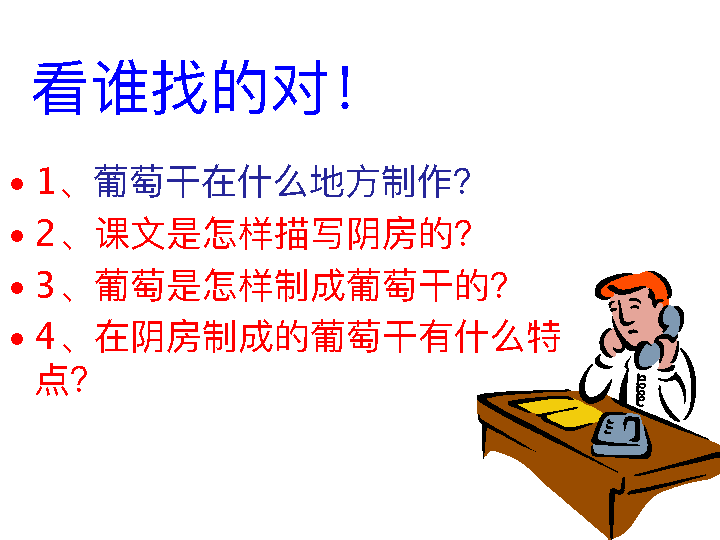 看谁找的对！
• 1、葡萄干在什么地方制作？
• 2、课文是怎样描写阴房的？
• 3、葡萄是怎样制成葡萄干的？
• 4、在阴房制成的葡萄干有什么特
点？